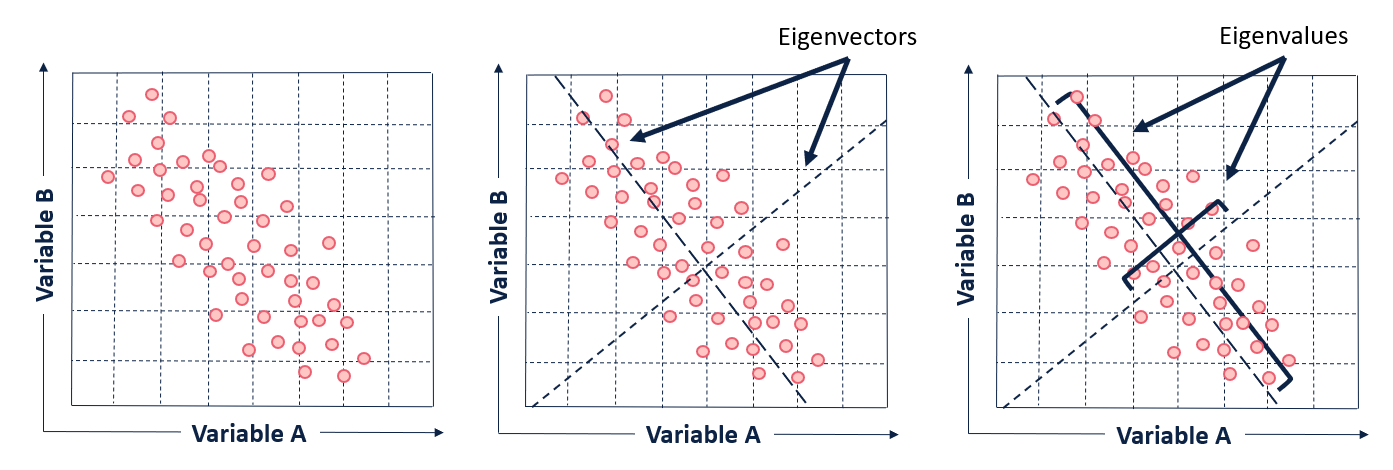 Eigenvectors
Eigenvalues
Variable B
Variable B
Variable B
Variable A
Variable A
Variable A